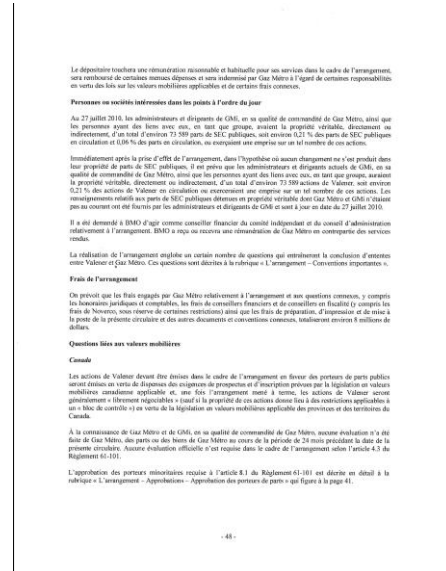 Le dépositaire touchera une rémunération raisonnable et habituelle pour ses services dans le cadre de l'arrangement,
sera remboursé de certaines menues dépenses et sera indemnisé par Gaz Métro à l'égard de certaines responsabilités
en vertu des lois sur les valeurs mobilières applicables et de certains frais connexes.
Personnes ou sociétés intéressées dans les points à l'ordre du jour
Au 27 juillet 2010, les administrateurs et dirigeants de GMi, en sa qualité de commandité de Gaz Métro, ainsi que
les personnes ayant des liens avec eux, en tant que groupe, avaient la propriété véritable, directement ou
indirectement, d'un total d'environ 73 589 parts de SEC publiques, soit environ 0,21 % des parts de SEC publiques
en circulation et 0,06 % des parts en circulation, ou exerçaient une emprise sur un tel nombre de ces actions.
Immédiatement après la prise d'effet de l'arrangement, dans l'hypothèse où aucun changement ne s'est produit dans
leur propriété de parts de SEC publiques, il est prévu que les administrateurs et dirigeants actuels de GMi, en sa
qualité de commandité de Gaz Métro, ainsi que les personnes ayant des liens avec eux, en tant que groupe, auraient
la propriété véritable, directement ou indirectement, d'un total d'environ 73 589 actions de Valener, soit environ
0,21 % des actions de Valener en circulation ou exerceraient une emprise sur un tel nombre de ces actions. Les
renseignements relatifs aux parts de SEC publiques détenues en propriété véritable dont Gaz Métro et GMi n'étaient
pas au courant ont été fournis par les administrateurs et dirigeants de GMi et sont à jour en date du 27 juillet 2010.
Il a été demandé à BMO d'agir comme conseiller financier du comité indépendant et du conseil d'administration
relativement à l'arrangement. BMO a reçu ou recevra une rémunération de Gaz Métro en contrepartie des services
rendus.
La réalisation de l'arrangement englobe un certain nombre de questions qui entraîneront la conclusion d'ententes
entre Valener et Gaz Métro. Ces questions sont décrites à la rubrique « L'arrangement – Conventions importantes ».
Frais de l'arrangement
On prévoit que les frais engagés par Gaz Métro relativement à l'arrangement et aux questions connexes, y compris
les honoraires juridiques et comptables, les frais de conseillers financiers et de conseillers en fiscalité (y compris les
frais de Noverco, sous réserve de certaines restrictions) ainsi que les frais de préparation, d'impression et de mise à
la poste de la présente circulaire et des autres documents et conventions connexes, totaliseront environ 8 millions de
dollars.
Questions liées aux valeurs mobilières
Canada
Les actions de Valener devant être émises dans le cadre de l'arrangement en faveur des porteurs de parts publics
seront émises en vertu de dispenses des exigences de prospectus et d'inscription prévues par la législation en valeurs
mobilières canadienne applicable et, une fois l'arrangement mené à terme, les actions de Valener seront
généralement « librement négociables » (sauf si la propriété de ces actions donne lieu à des restrictions applicables à
un « bloc de contrôle ») en vertu de la législation en valeurs mobilières applicable des provinces et des territoires du
Canada.
À la connaissance de Gaz Métro et de GMi, en sa qualité de commandité de Gaz Métro, aucune évaluation n'a été
faite de Gaz Métro, des parts ou des biens de Gaz Métro au cours de la période de 24 mois précédant la date de la
présente circulaire. Aucune évaluation officielle n'est requise dans le cadre de l'arrangement selon l'article 4.3 du
Règlement 61-101.
L'approbation des porteurs minoritaires requise à l'article 8.1 du Règlement 61-101 est décrite en détail à la
rubrique « L'arrangement – Approbations – Approbation des porteurs de parts » qui figure à la page 41.
- 48 -